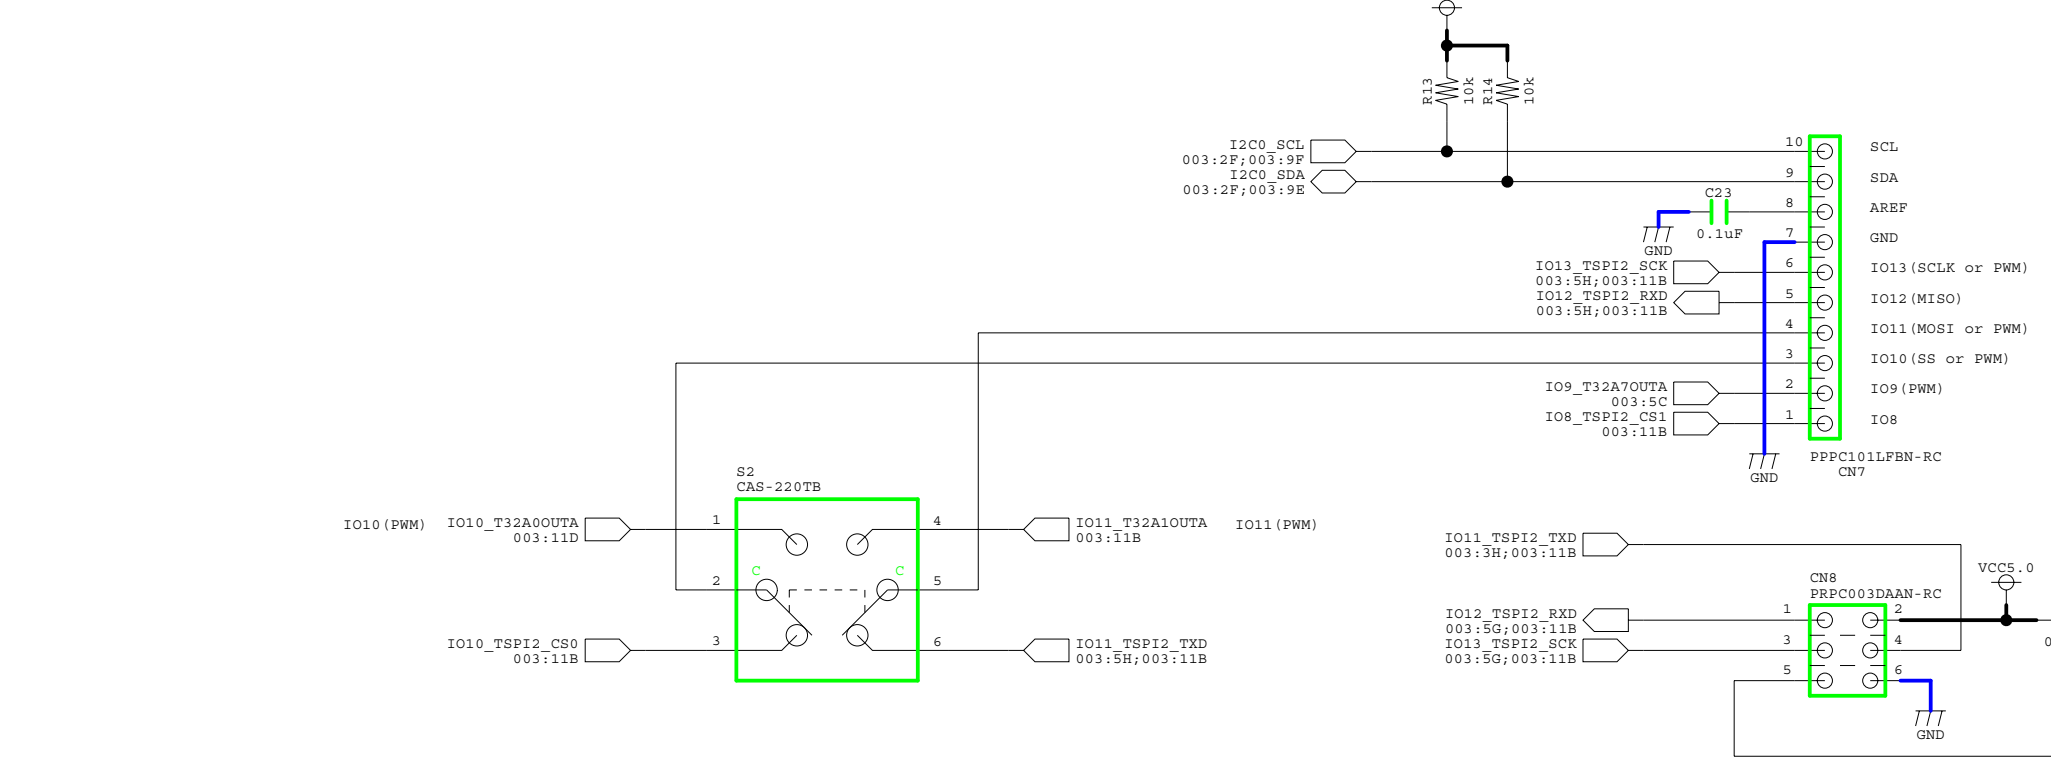 R13
10k
R14
10k
I2C0_SCL
003:2F;003:9F
I2C0_SDA
003:2F;003:9E
10
SCL
9
SDA
C23
0.1uF
GND
8
AREF
7
GND
IO13_TSPI2_SCK
003:5H;003:11B
6
IO13(SCLK or PWM)
IO12_TSPI2_RXD
003:5H;003:11B
5
IO12(MISO)
4
IO11(MOSI or PWM)
3
IO10(SS or PWM)
IO9_T32A7OUTA
003:5C
2
IO9(PWM)
IO8_TSPI2_CS1
003:11B
1
IO8
GND
PPPC101LFBN-RC
CN7
S2
CAS-220TB
IO10(PWM)
IO10_T32A0OUTA
003:11D
1
4
IO11_T32A1OUTA
003:11B
IO11(PWM)
C
C
2
5
IO10_TSPI2_CS0
003:11B
3
6
IO11_TSPI2_TXD
003:5H;003:11B
IO11_TSPI2_TXD
003:3H;003:11B
VCC5.0
CN8
PRPC003DAAN-RC
IO12_TSPI2_RXD
003:5G;003:11B
1
2
IO13_TSPI2_SCK
003:5G;003:11B
3
4
0
5
6
GND